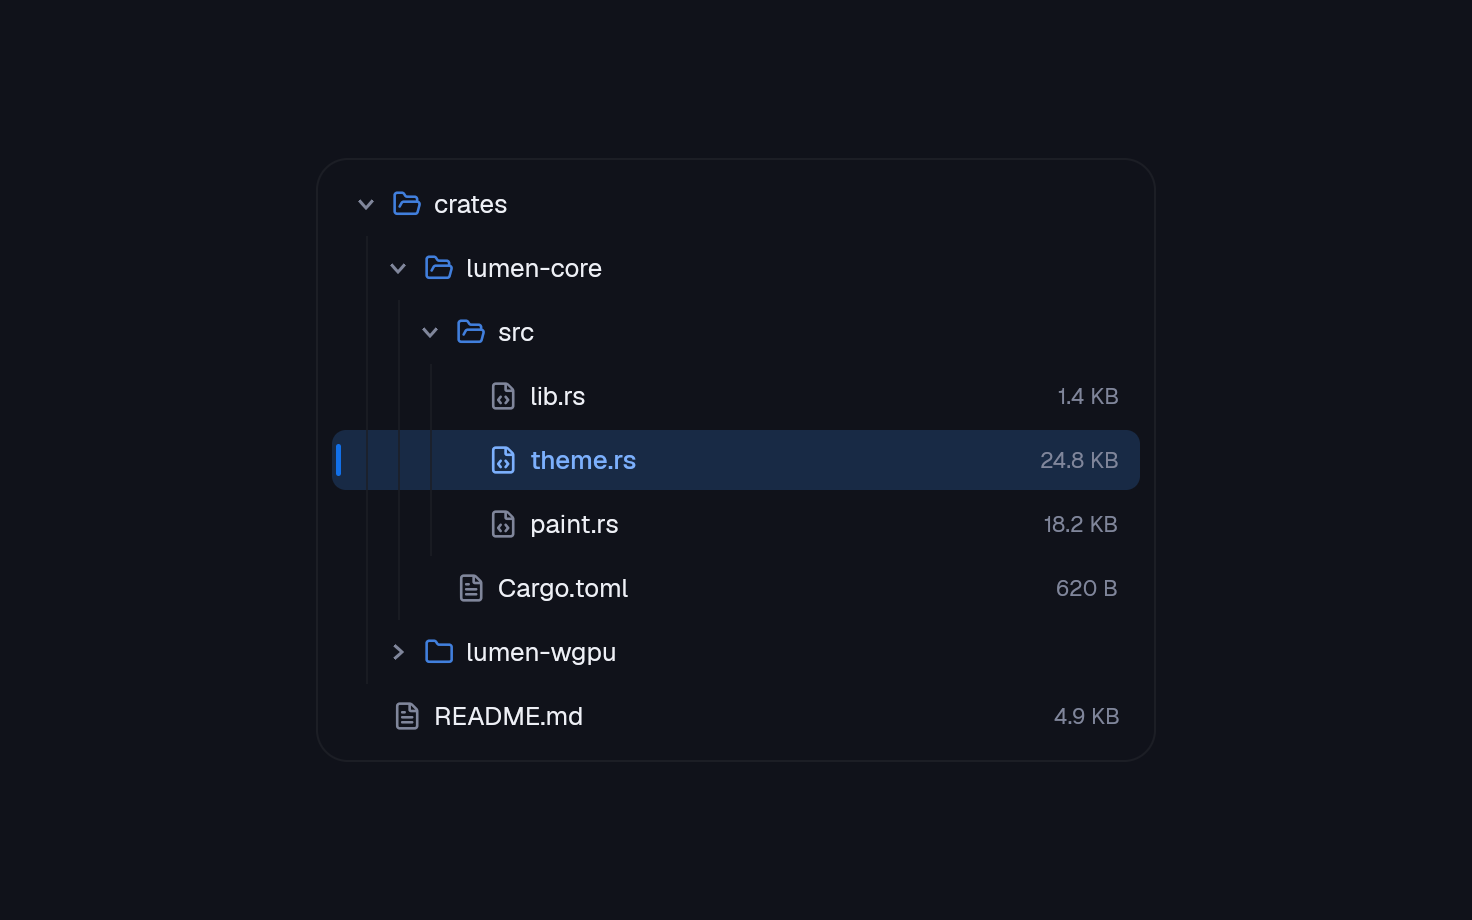 crates
lumen-core
src
lib.rs 1.4 KB
theme.rs 24.8 KB
paint.rs 18.2 KB
Cargo.toml 620 B
lumen-wgpu
README.md 4.9 KB